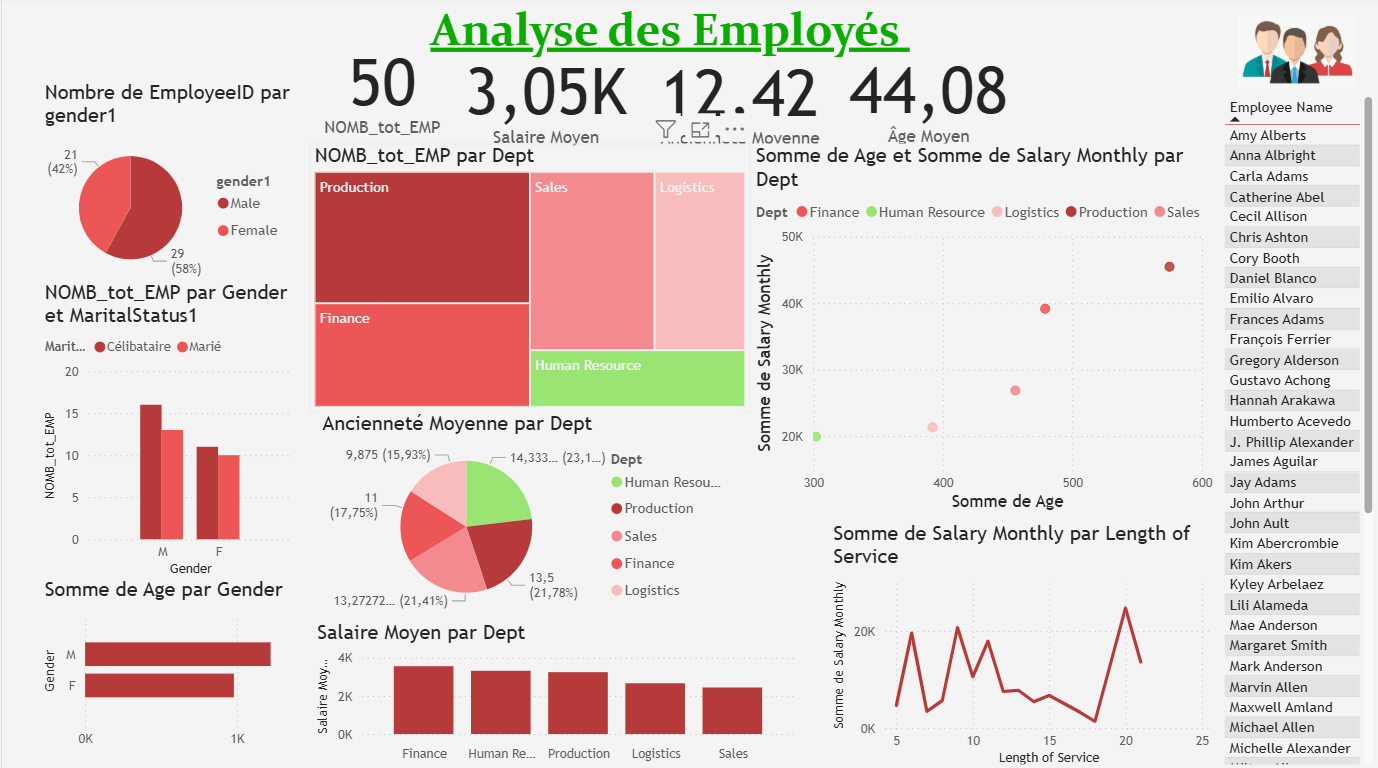 Analyse des Employés
50
NOMB_tot_EMP
3,05K
Salaire Moyen
12,42
Ancienneté Moyenne
44,08
Âge Moyen
Nombre de EmployeeID par
gender1
21
(42%)
29
(58%)
gender1
Male
Female
NOMB_tot_EMP par Gender
et MaritalStatus1
Marit... Célibataire Marié
NOMB_tot_EMP
20
15
10
5
0
M F
Gender
Somme de Age par Gender
Gender
M
F
0K 1K
NOMB_tot_EMP par Dept
Production
Finance
Sales
Logistics
Human Resource
Ancienneté Moyenne par Dept
9,875 (15,93%)
14,333... (23,1...)
11
(17,75%)
13,5
(21,78%)
13,27272... (21,41%)
Dept
Human Resou...
Production
Sales
Finance
Logistics
Salaire Moyen par Dept
Salaire Moy...
4K
2K
0K
Finance Human Re... Production Logistics Sales
Somme de Age et Somme de Salary Monthly par
Dept
Dept Finance Human Resource Logistics Production Sales
Somme de Salary Monthly
50K
40K
30K
20K
300 400 500 600
Somme de Age
Somme de Salary Monthly par Length of
Service
Somme de Salary Monthly
20K
0K
5 10 15 20 25
Length of Service
Employee Name
Amy Alberts
Anna Albright
Carla Adams
Catherine Abel
Cecil Allison
Chris Ashton
Cory Booth
Daniel Blanco
Emilio Alvaro
Frances Adams
François Ferrier
Gregory Alderson
Gustavo Achong
Hannah Arakawa
Humberto Acevedo
J. Phillip Alexander
James Aguilar
Jay Adams
John Arthur
John Ault
Kim Abercrombie
Kim Akers
Kyley Arbelaez
Lili Alameda
Mae Anderson
Margaret Smith
Mark Anderson
Marvin Allen
Maxwell Amland
Michael Allen
Michelle Alexander